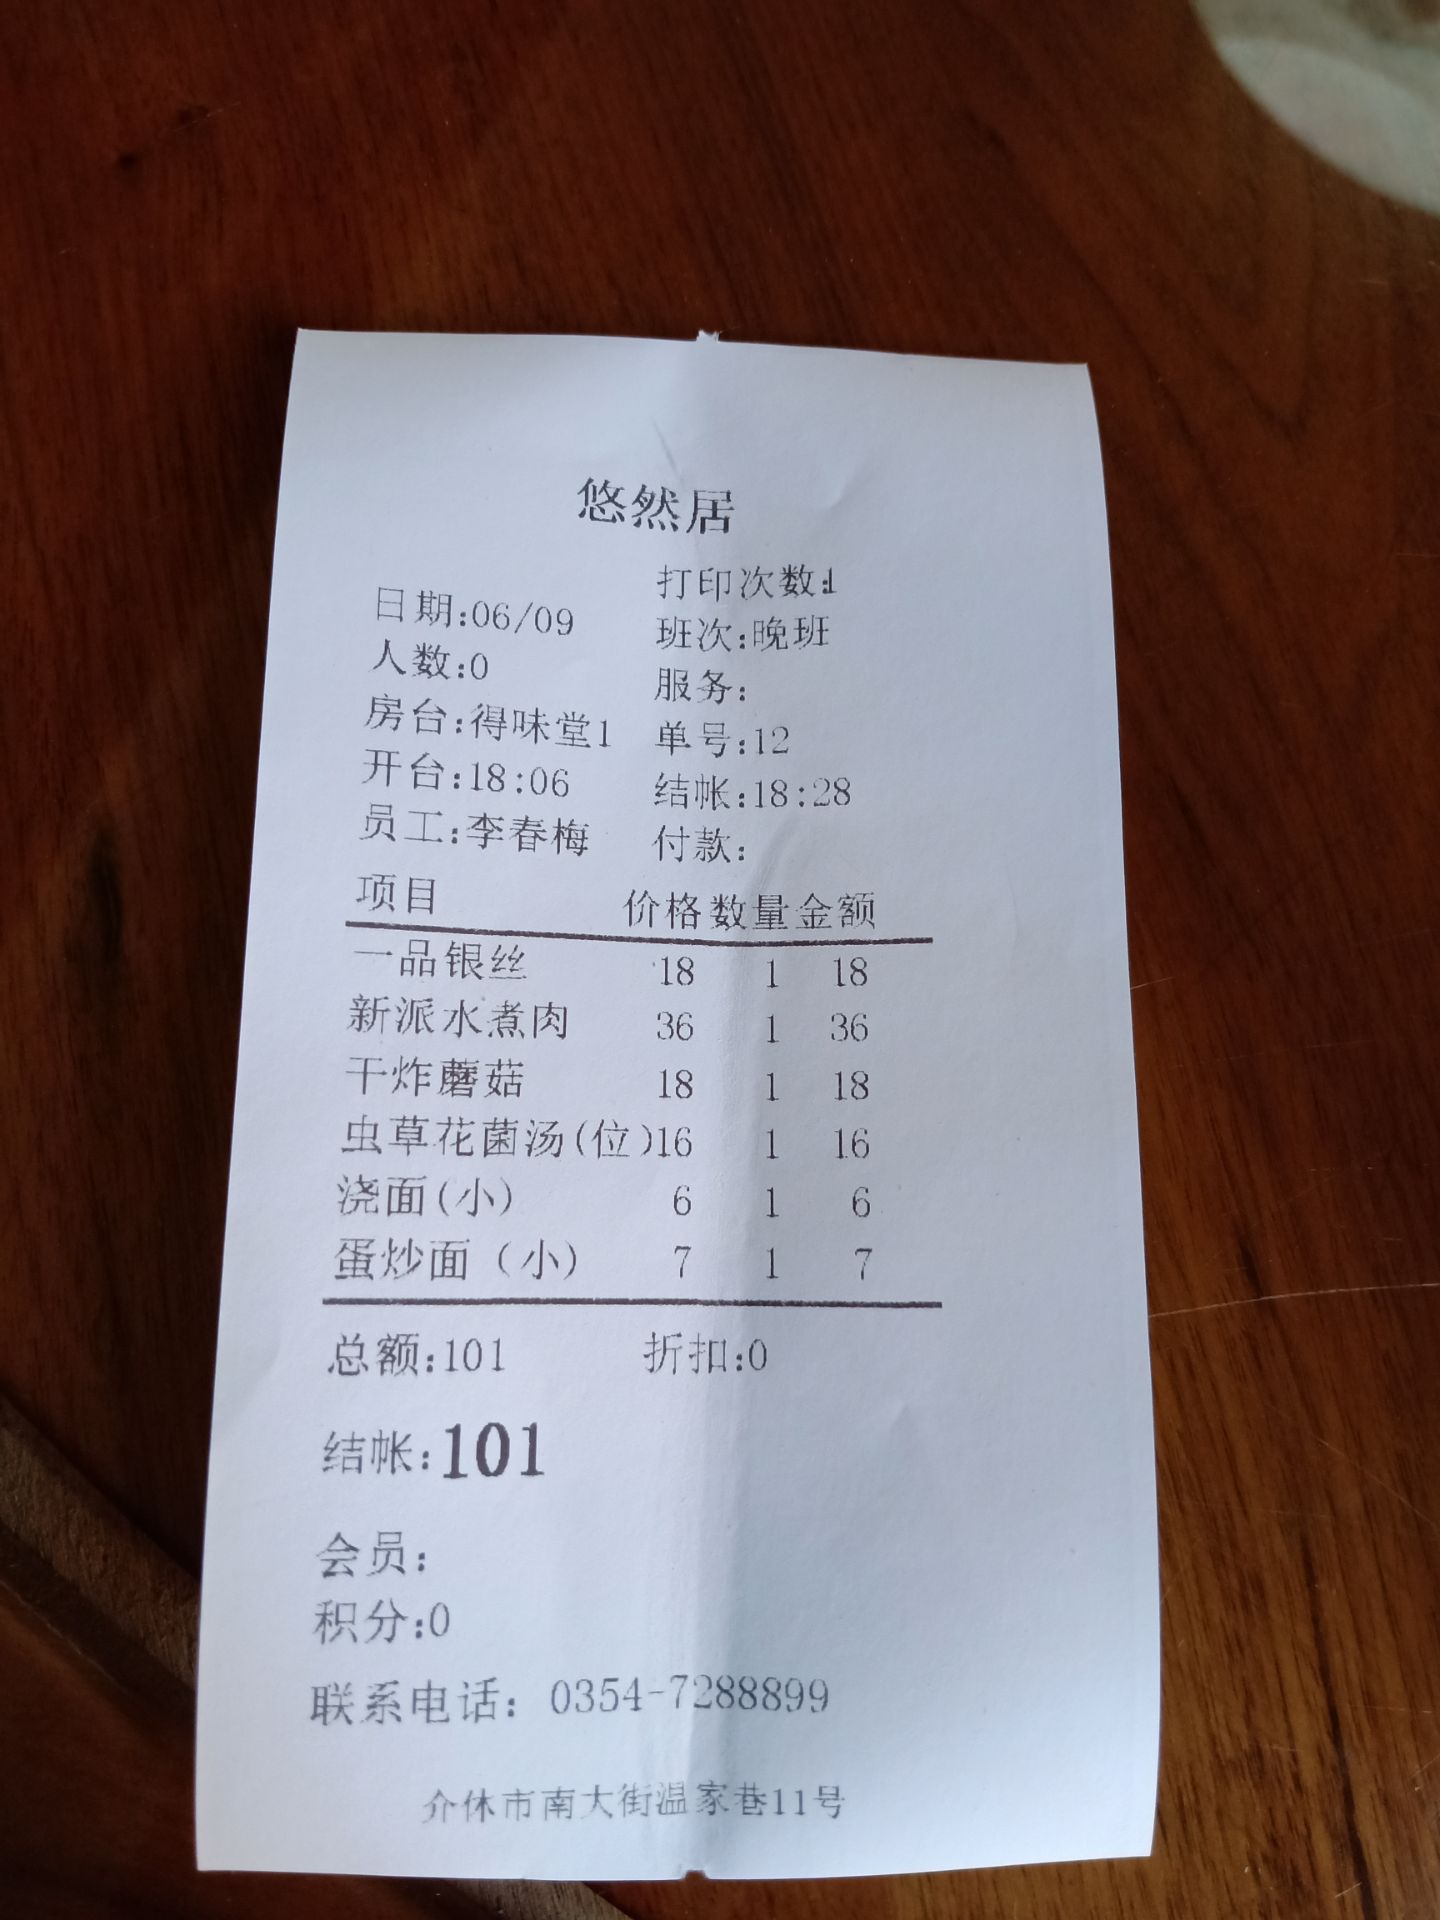 悠然居
打印次数:1
日期:06/09
班次:晚班
人数:0
服务:
房台:得味堂1
单号:12
开台:18:06
结帐:18:28
员工:李春梅
付款:
项目 价格 数量 金额
一品银丝 18 1 18
新派水煮肉 36 1 36
干炸蘑菇 18 1 18
虫草花菌汤(位) 16 1 16
浇面(小) 6 1 6
蛋炒面（小） 7 1 7
总额:101 折扣:0
结帐:101
会员:
积分:0
联系电话: 0354-7288899
介休市南大街温家巷11号